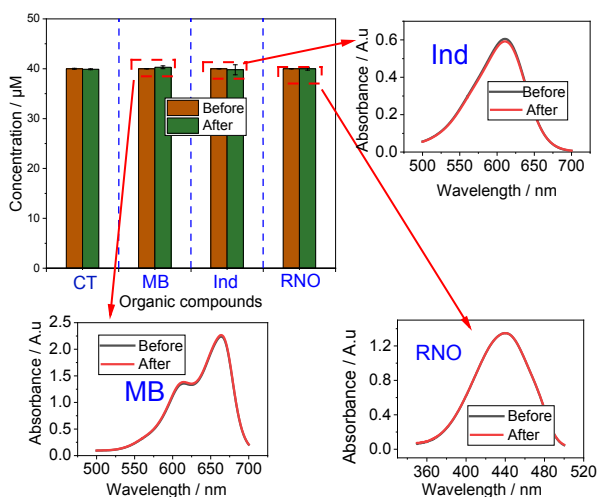 Concentration / μM
60
40
20
0
Before
After
CT
MB
Ind
RNO
Organic compounds
Absorbance / A.u
0.6
0.4
0.2
0.0
Ind
Before
After
500
550
600
650
700
Wavelength / nm
Absorbance / A.u
2.5
2.0
1.5
1.0
0.5
0.0
Before
After
MB
500
550
600
650
700
Wavelength / nm
Absorbance / A.u
1.2
0.8
0.4
0.0
RNO
Before
After
360
400
440
480
520
Wavelength / nm